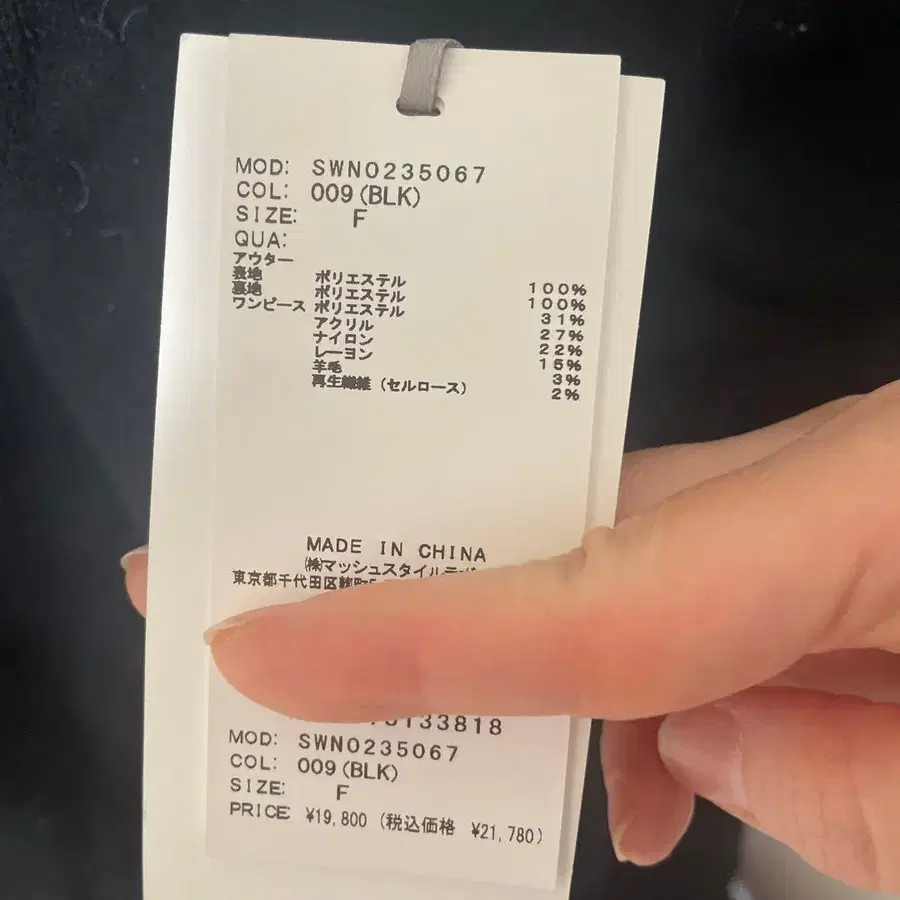 MOD: SWN0235067
COL: 009(BLK)
SIZE: F
QUA:
アウター
表地 ポリエステル 100%
裏地 ポリエステル 100%
ワンピース ポリエステル 31%
アクリル 27%
ナイロン 22%
レーヨン 15%
羊毛 3%
再生繊維(セルロース) 2%
MADE IN CHINA
㈱マッシュスタイル
東京都千代田区麹町
133818
MOD: SWN0235067
COL: 009(BLK)
SIZE: F
PRICE: ¥19,800 (税込価格 ¥21,780)